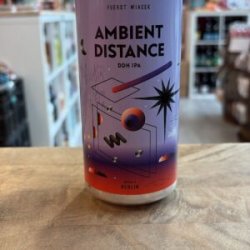 FUERST WIACEK
AMBIENT
DISTANCE
DDH IPA
BERLIN